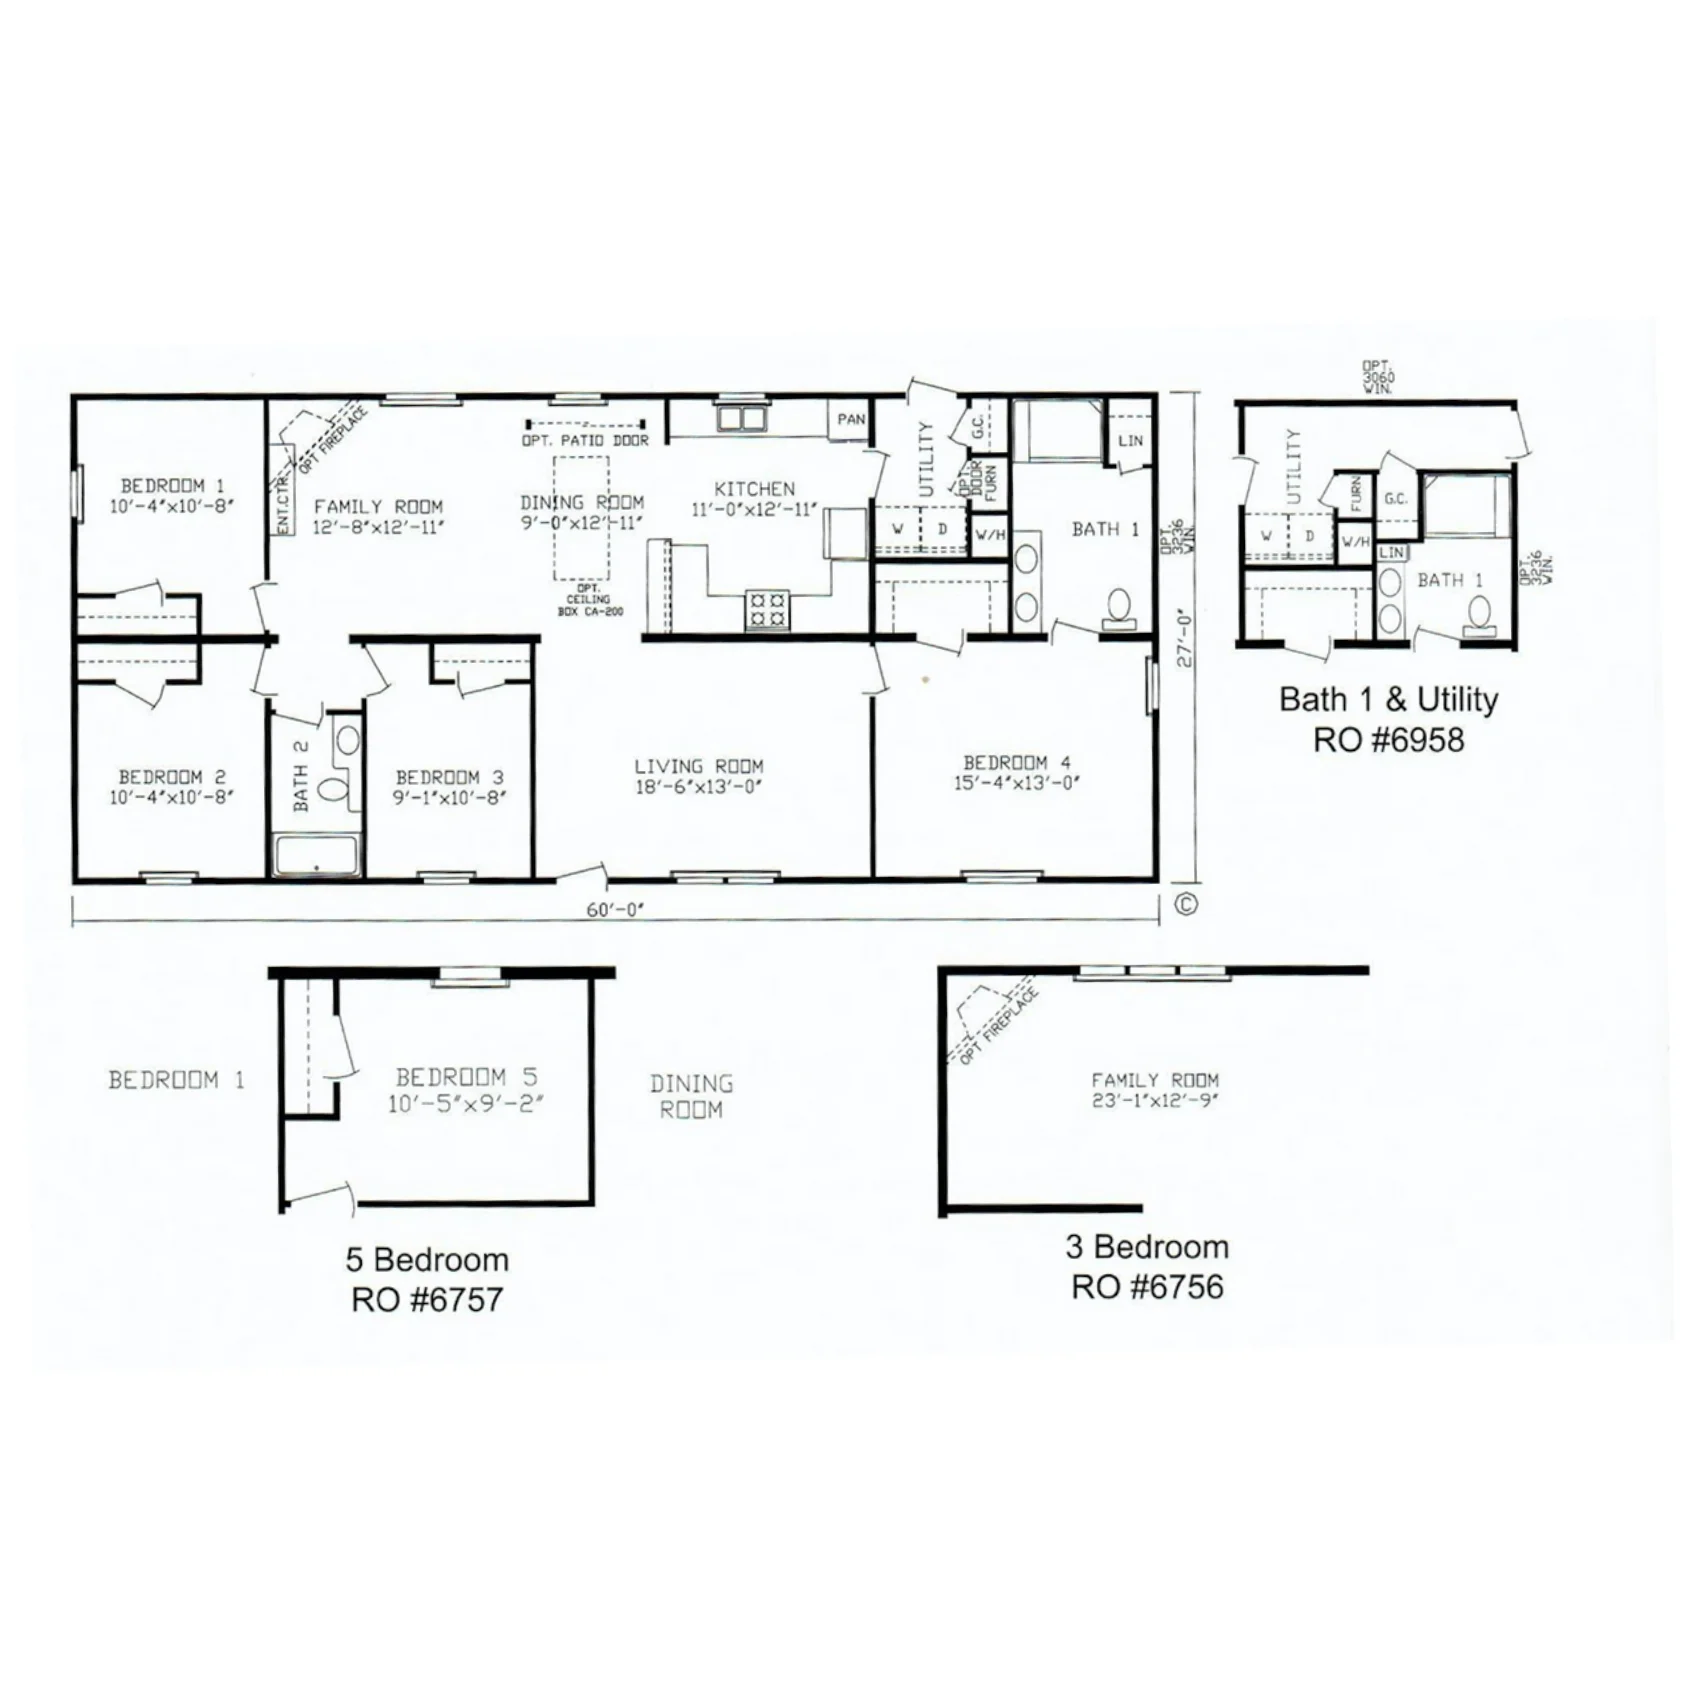 BEDROOM 1
10'-4"x10'-8"
OPT FIREPLACE
ENT.CTR.
FAMILY ROOM
12'-8"x12'-11"
OPT. PATIO DOOR
DINING ROOM
9'-0"x12'-11"
OPT.
CEILING
BOX CA-200
KITCHEN
11'-0"x12'-11"
PAN
UTILITY
G.C.
OPT.
DOOR
FURN
W
D
W/H
LIN
BATH 1
OPT.
3236
WIN.
27'-0"
BEDROOM 2
10'-4"x10'-8"
BATH 2
BEDROOM 3
9'-1"x10'-8"
LIVING ROOM
18'-6"x13'-0"
BEDROOM 4
15'-4"x13'-0"
60'-0"
©
OPT.
3060
WIN.
UTILITY
FURN
G.C.
W
D
W/H
LIN
BATH 1
OPT.
3236
WIN.
Bath 1 & Utility
RO #6958
BEDROOM 1
BEDROOM 5
10'-5"x9'-2"
DINING
ROOM
5 Bedroom
RO #6757
OPT FIREPLACE
FAMILY ROOM
23'-1"x12'-9"
3 Bedroom
RO #6756